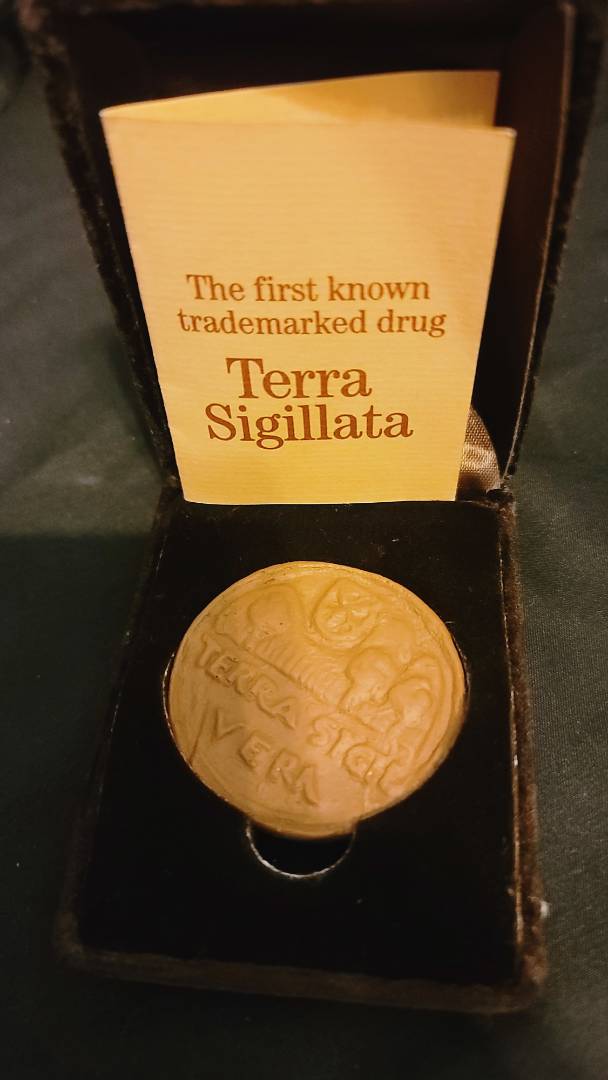 The first known
trademarked drug
Terra
Sigillata
TERRA SIGIL
VERA